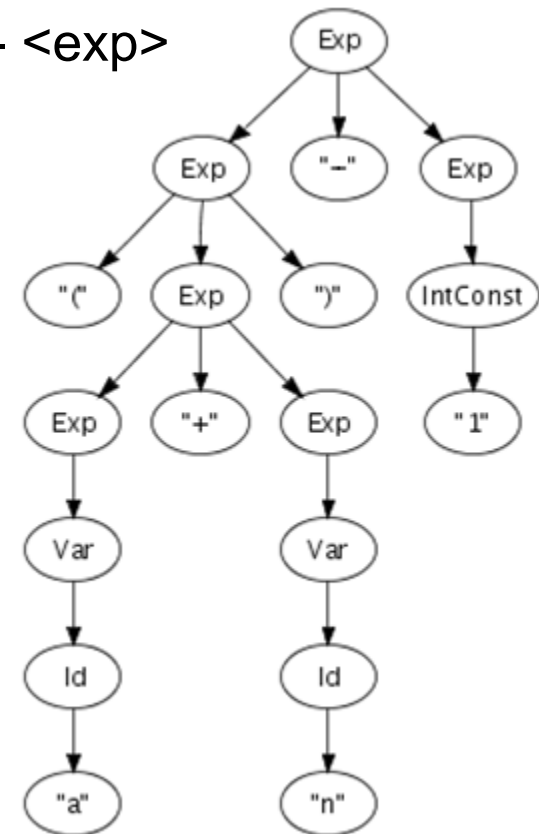 - <exp>
Exp
Exp "-" Exp
"(" Exp ")" IntConst
Exp "+" Exp "1"
Var Var
Id Id
"a" "n"